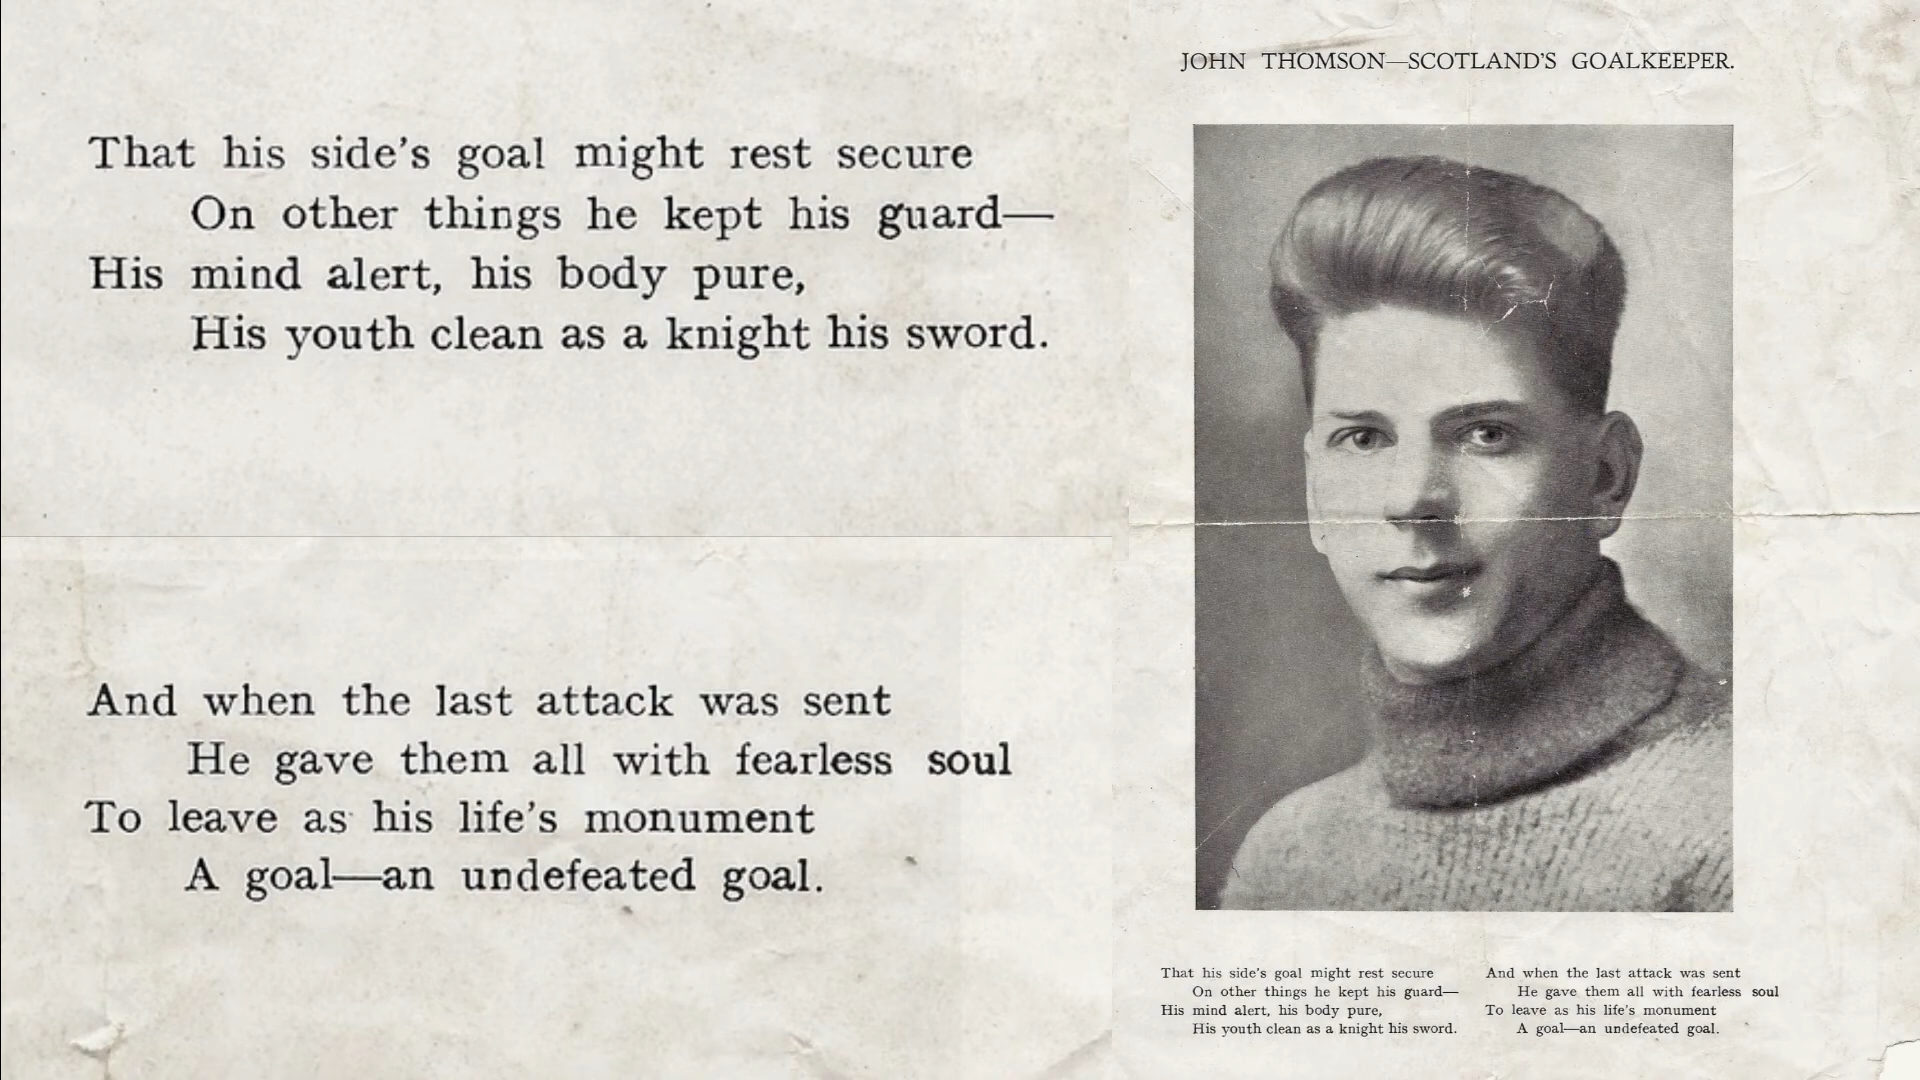 That his side's goal might rest secure
On other things he kept his guard—
His mind alert, his body pure,
His youth clean as a knight his sword.
And when the last attack was sent
He gave them all with fearless soul
To leave as his life's monument
A goal—an undefeated goal.
JOHN THOMSON—SCOTLAND'S GOALKEEPER.
That his side's goal might rest secure
On other things he kept his guard—
His mind alert, his body pure,
His youth clean as a knight his sword.
And when the last attack was sent
He gave them all with fearless soul
To leave as his life's monument
A goal—an undefeated goal.